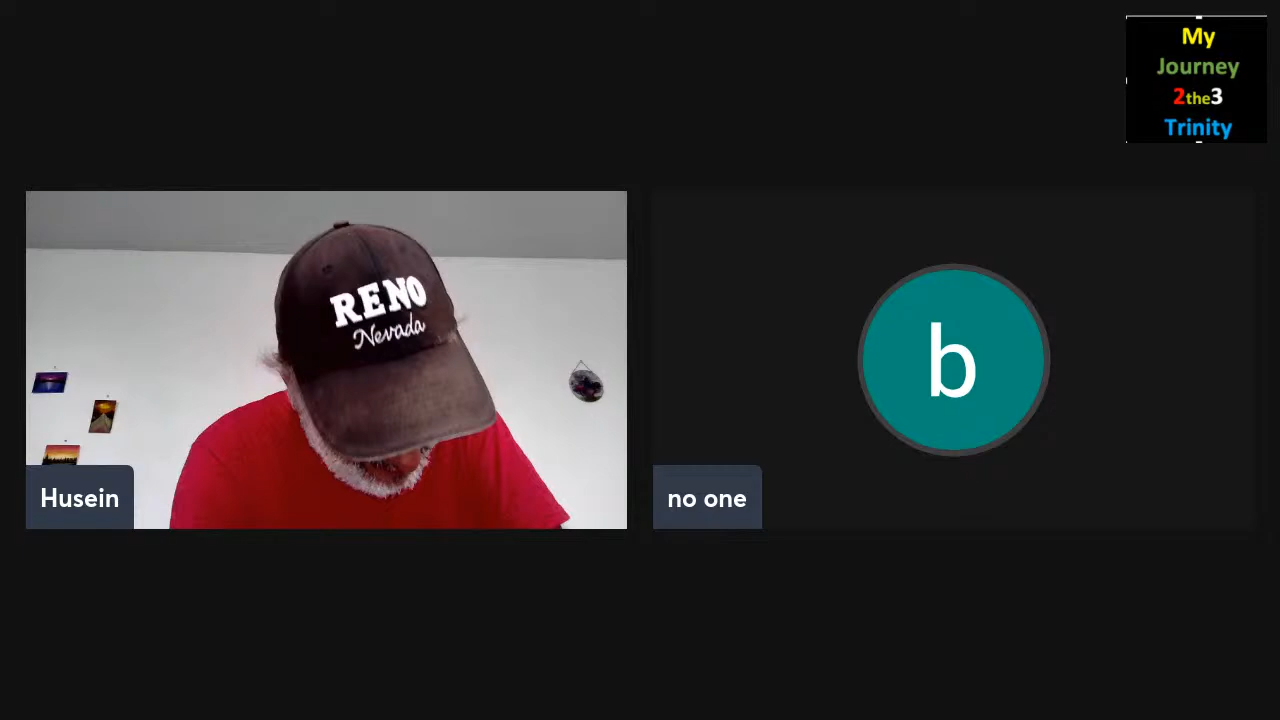 My
Journey
2the3
Trinity
RENO
Nevada
b
Husein
no one